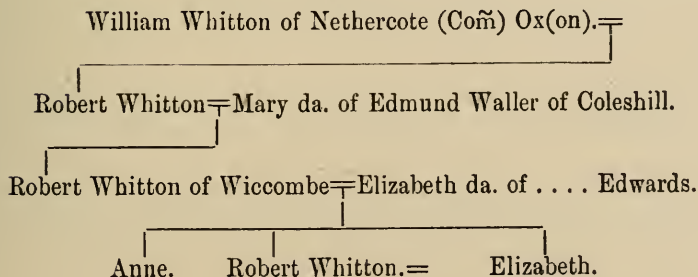 William Whitton of Nethercote (Com̃) Ox(on).=
Robert Whitton=Mary da. of Edmund Waller of Coleshill.
Robert Whitton of Wiccombe=Elizabeth da. of .... Edwards.
Anne. Robert Whitton.= Elizabeth.